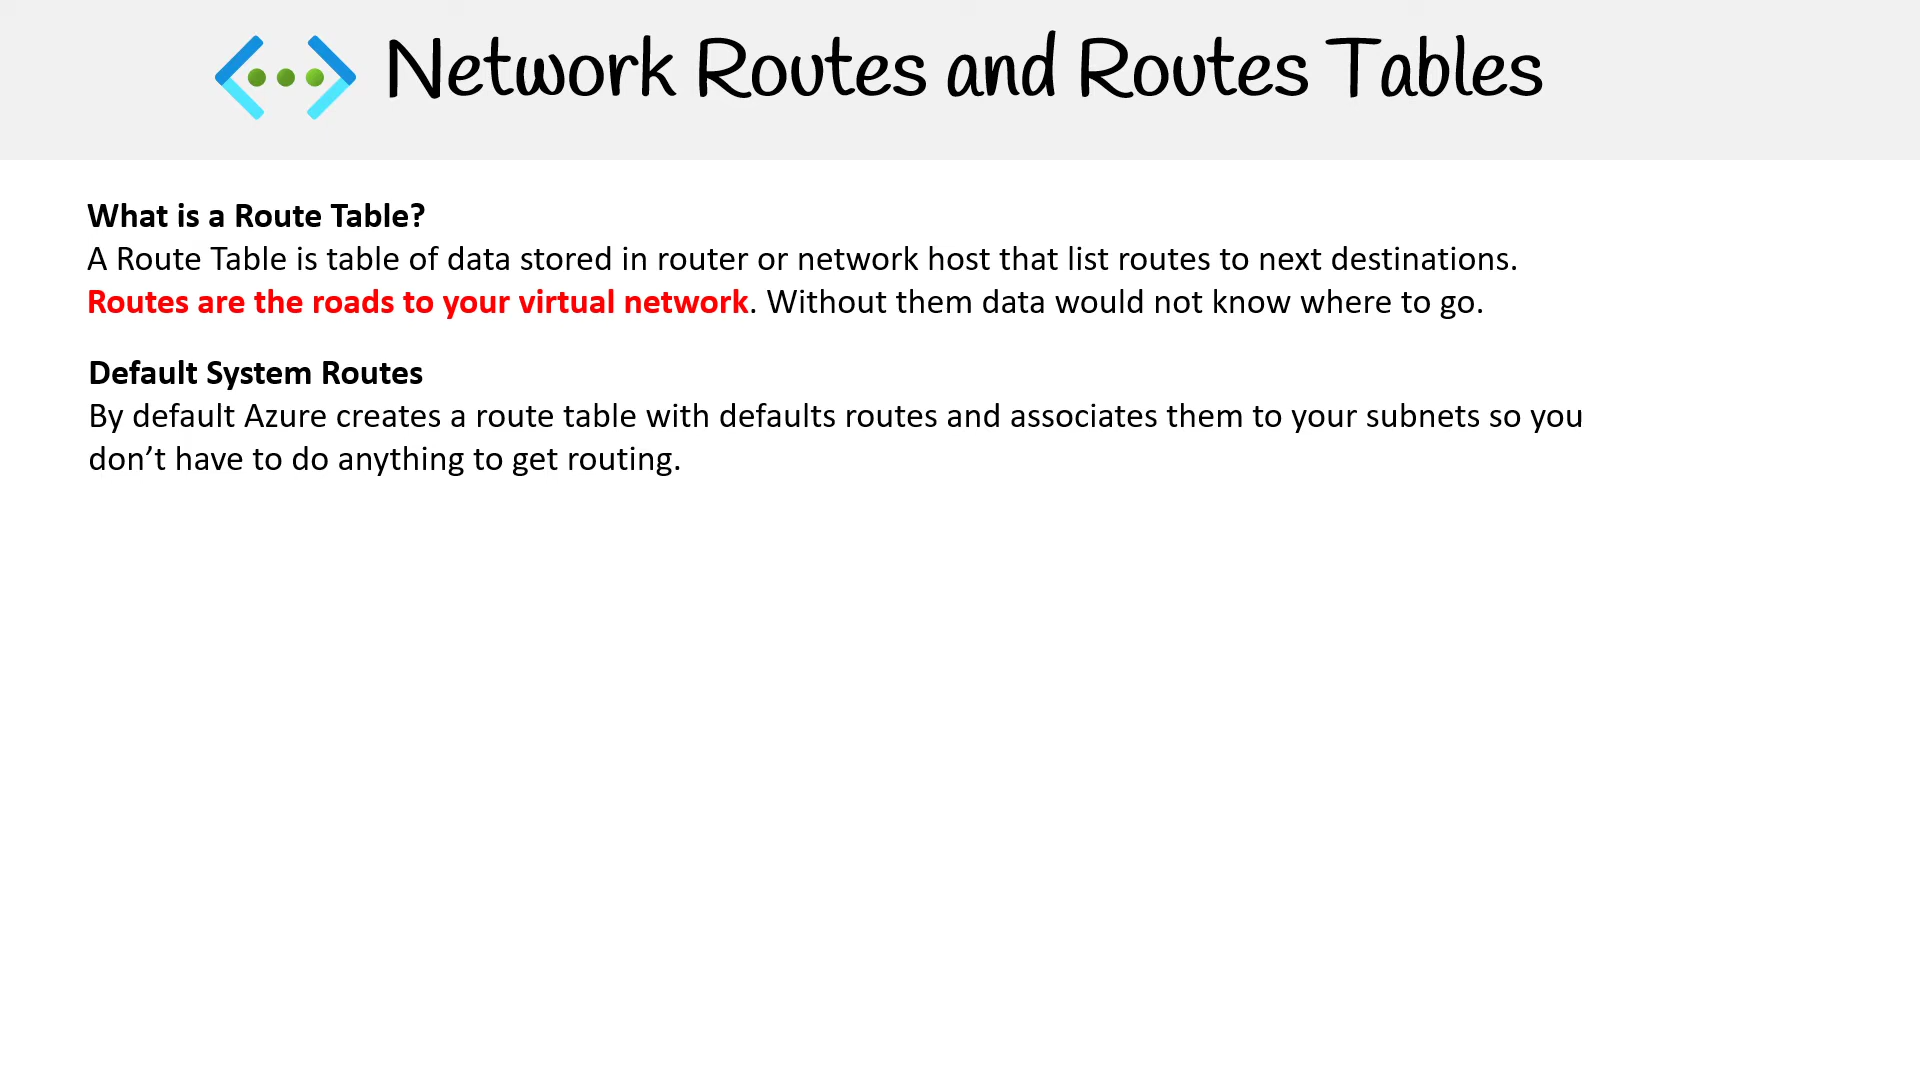 Network Routes and Routes Tables
What is a Route Table?
A Route Table is table of data stored in router or network host that list routes to next destinations.
Routes are the roads to your virtual network. Without them data would not know where to go.
Default System Routes
By default Azure creates a route table with defaults routes and associates them to your subnets so you
don’t have to do anything to get routing.